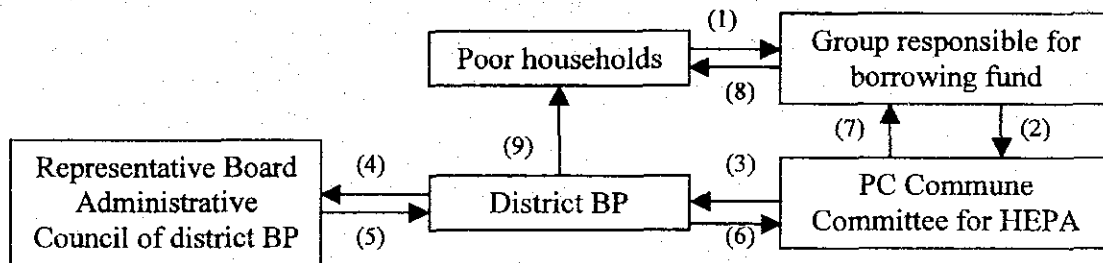 (1)
Poor households
Group responsible for
borrowing fund
(8)
(9)
(7)
(2)
Representative Board
Administrative
Council of district BP
(4)
(5)
District BP
(3)
(6)
PC Commune
Committee for HEPA